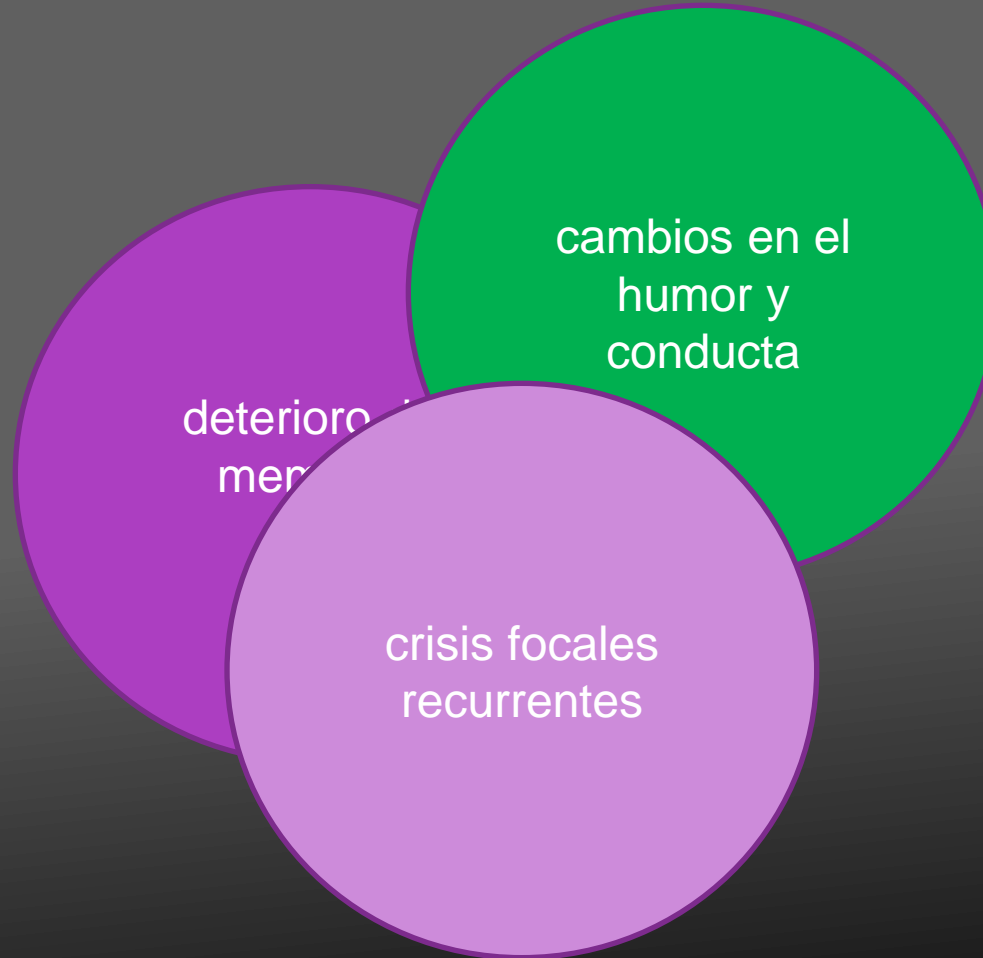 cambios en el
humor y
conducta
deterioro
crisis focales
recurrentes